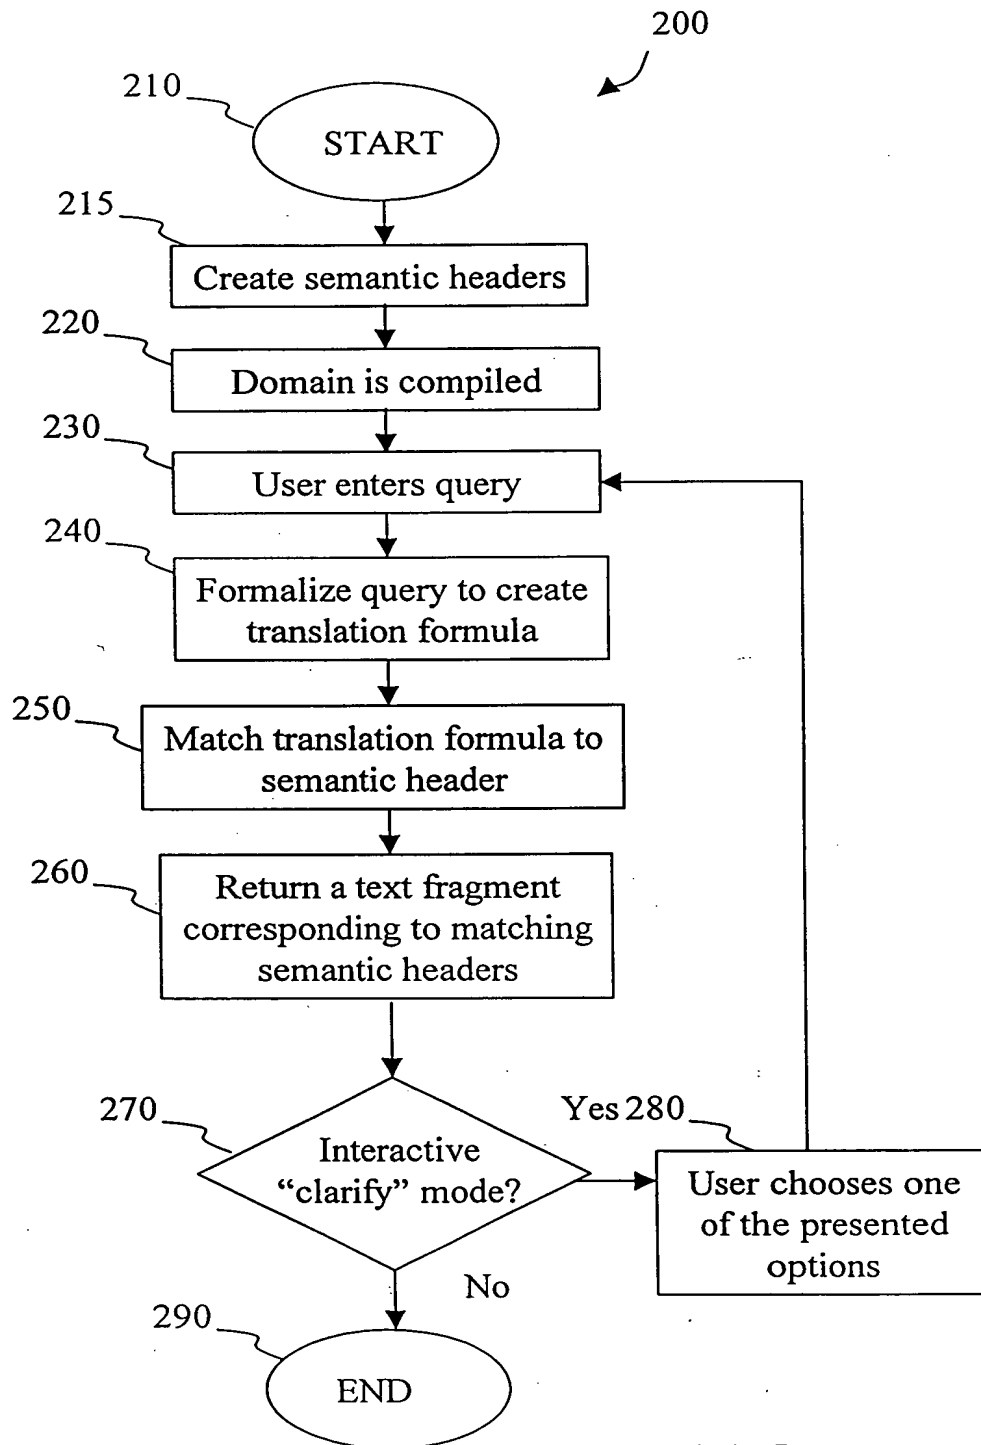 200
210
START
215
Create semantic headers
220
Domain is compiled
230
User enters query
240
Formalize query to create
translation formula
250
Match translation formula to
semantic header
260
Return a text fragment
corresponding to matching
semantic headers
270
Interactive
“clarify” mode?
Yes 280
User chooses one
of the presented
options
No
290
END